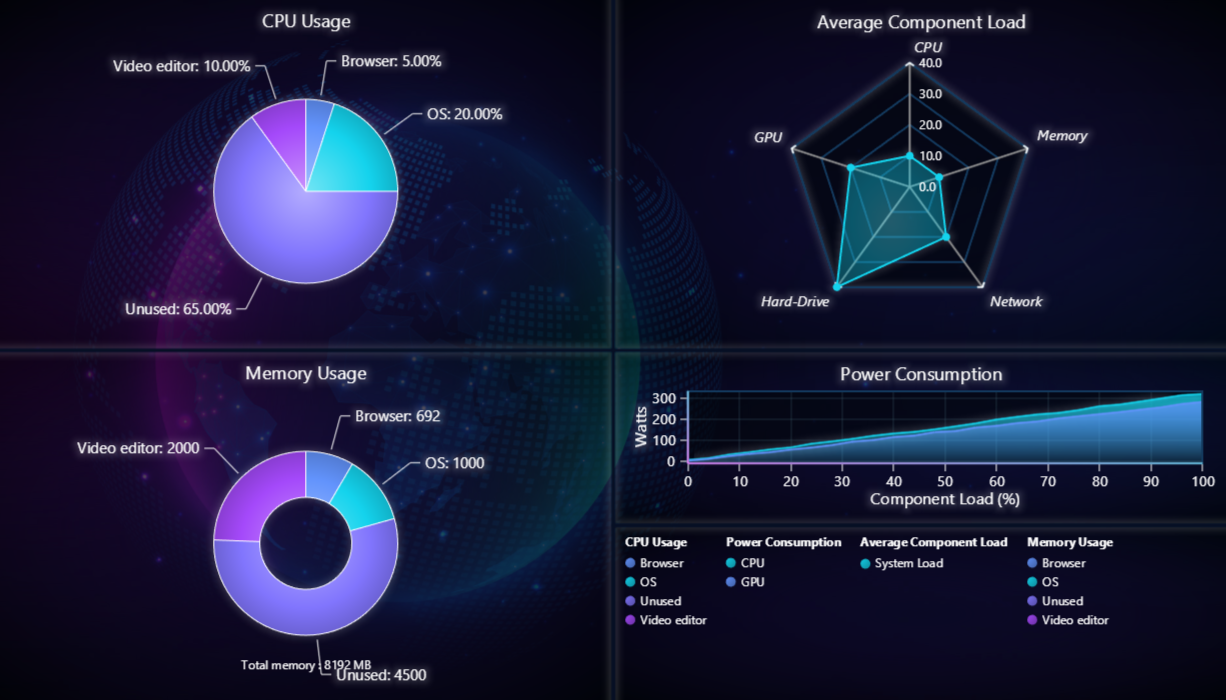 CPU Usage
Video editor: 10.00%
Browser: 5.00%
OS: 20.00%
Unused: 65.00%
Average Component Load
CPU
40.0
30.0
20.0
10.0
0.0
GPU
Memory
Hard-Drive
Network
Memory Usage
Browser: 692
Video editor: 2000
OS: 1000
Total memory : 8192 MB
Unused: 4500
Power Consumption
Watts
300
200
100
0
0 10 20 30 40 50 60 70 80 90 100
Component Load (%)
CPU Usage
Browser
OS
Unused
Video editor
Power Consumption
CPU
GPU
Average Component Load
System Load
Memory Usage
Browser
OS
Unused
Video editor